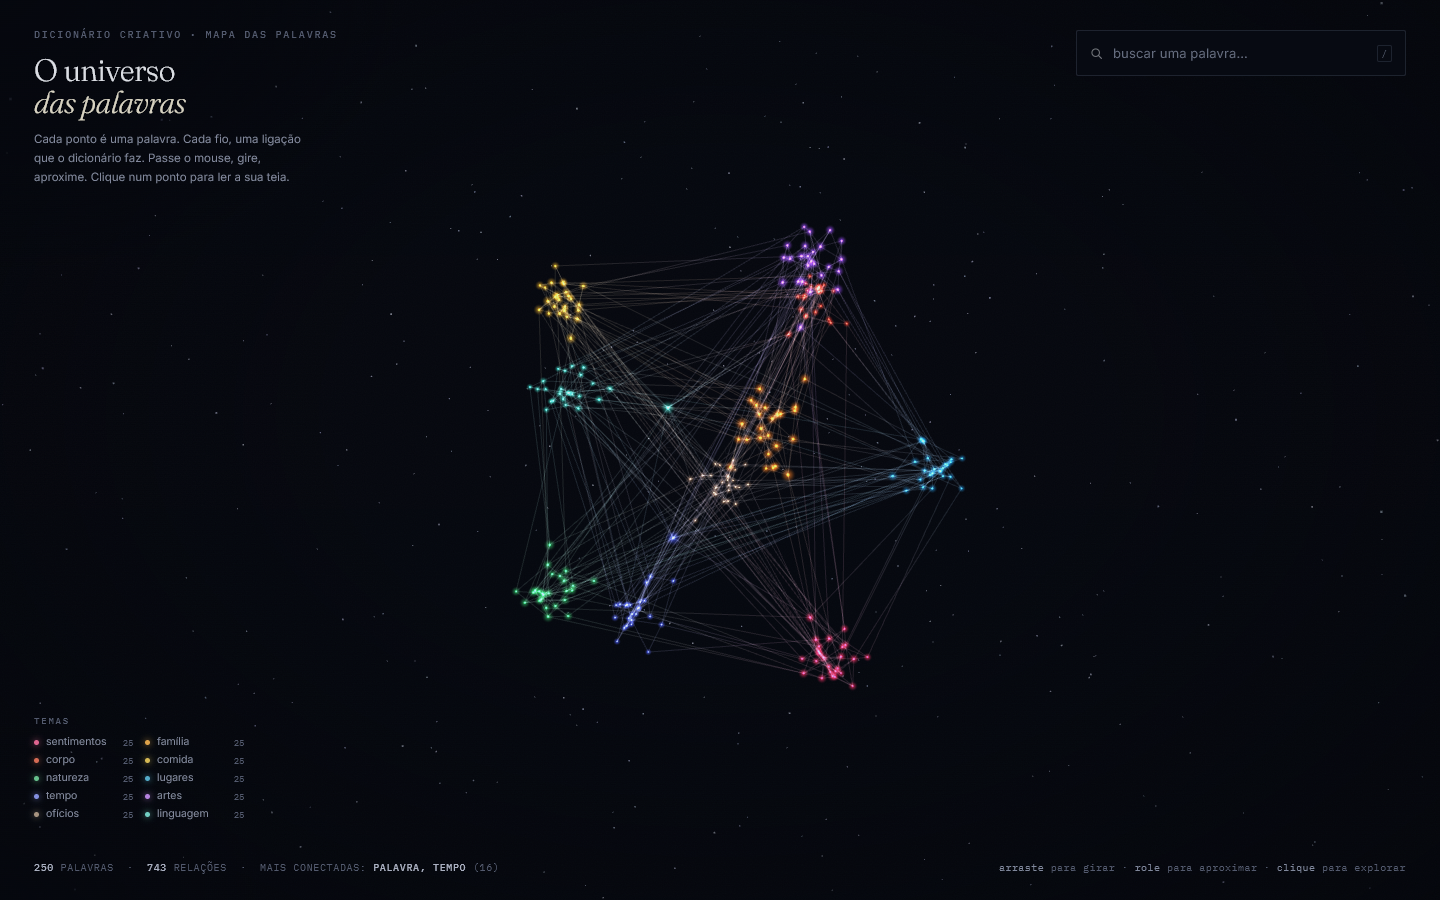 DICIONÁRIO CRIATIVO · MAPA DAS PALAVRAS
O universo
das palavras
Cada ponto é uma palavra. Cada fio, uma ligação
que o dicionário faz. Passe o mouse, gire,
aproxime. Clique num ponto para ler a sua teia.
buscar uma palavra... /
TEMAS
sentimentos 25 família 25
corpo 25 comida 25
natureza 25 lugares 25
tempo 25 artes 25
ofícios 25 linguagem 25
250 PALAVRAS · 743 RELAÇÕES · MAIS CONECTADAS: PALAVRA, TEMPO (16)
arraste para girar · role para aproximar · clique para explorar